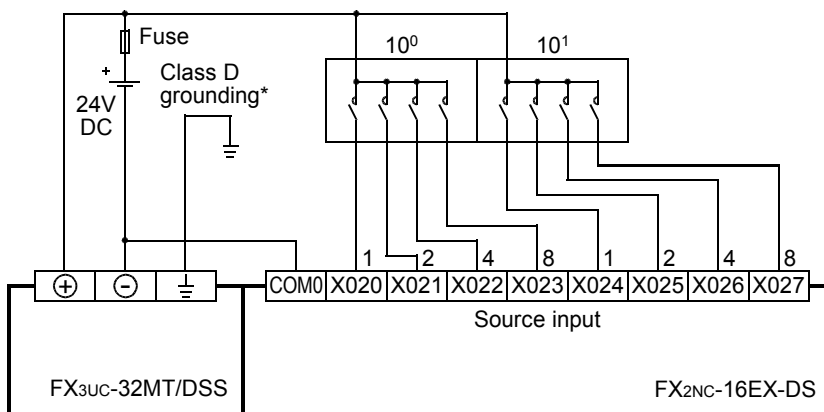 Fuse
10⁰ 10¹
+
24V
DC
Class D
grounding*
1 2 4 8 1 2 4 8
+ - COM0 X020 X021 X022 X023 X024 X025 X026 X027
Source input
FX3UC-32MT/DSS
FX2NC-16EX-DS